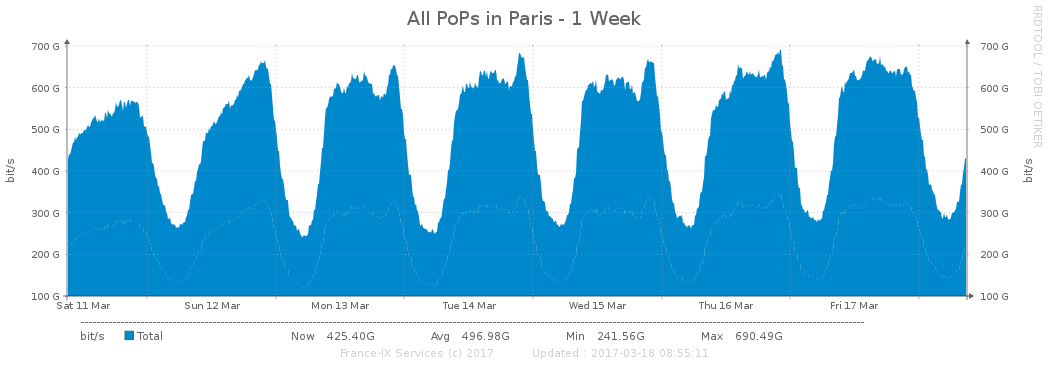 All PoPs in Paris - 1 Week
RRDTOOL / TOBI OETIKER
700 G 700 G
600 G 600 G
500 G 500 G
400 G 400 G
bit/s bit/s
300 G 300 G
200 G 200 G
100 G 100 G
Sat 11 Mar Sun 12 Mar Mon 13 Mar Tue 14 Mar Wed 15 Mar Thu 16 Mar Fri 17 Mar
bit/s Total Now 425.40G Avg 496.98G Min 241.56G Max 690.49G
France-IX Services (c) 2017 Updated : 2017-03-18 08:55:11